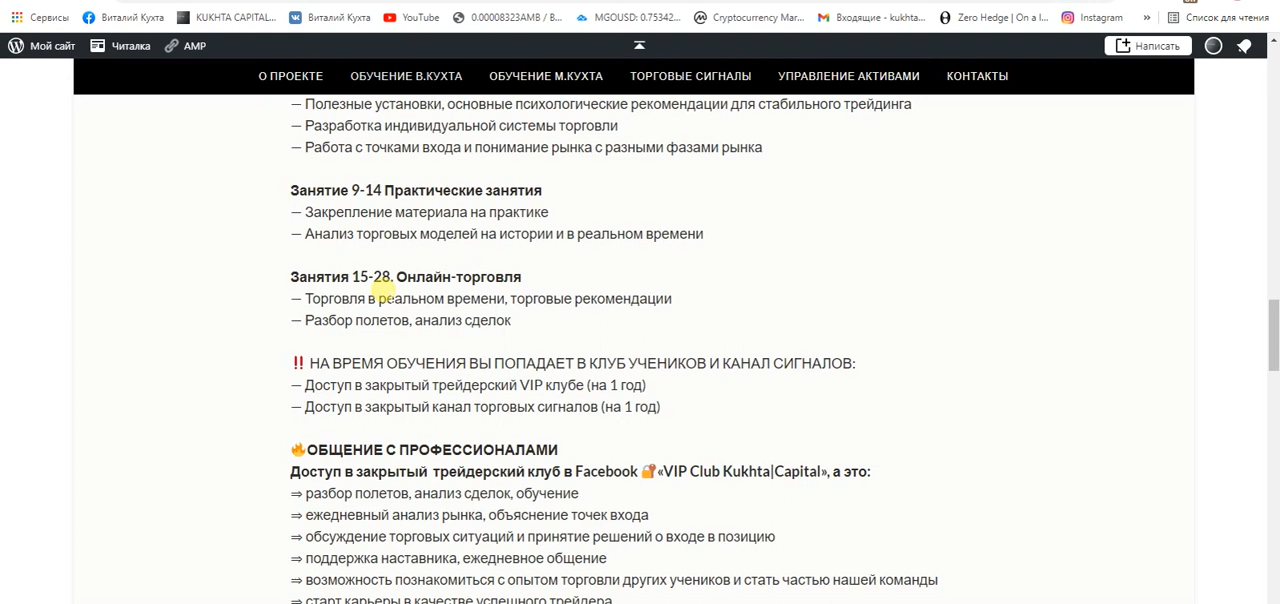 Сервисы Виталий Кухта KUKHTA CAPITAL... Виталий Кухта YouTube 0.00008323AMB / B... MGOUSD: 0.75342... Cryptocurrency Mar... Входящие - kukhta... Zero Hedge | On a l... Instagram » Список для чтения
Мой сайт Читалка AMP Написать
О ПРОЕКТЕ ОБУЧЕНИЕ В.КУХТА ОБУЧЕНИЕ М.КУХТА ТОРГОВЫЕ СИГНАЛЫ УПРАВЛЕНИЕ АКТИВАМИ КОНТАКТЫ
— Полезные установки, основные психологические рекомендации для стабильного трейдинга
— Разработка индивидуальной системы торговли
— Работа с точками входа и понимание рынка с разными фазами рынка
Занятие 9-14 Практические занятия
— Закрепление материала на практике
— Анализ торговых моделей на истории и в реальном времени
Занятия 15-28. Онлайн-торговля
— Торговля в реальном времени, торговые рекомендации
— Разбор полетов, анализ сделок
‼ НА ВРЕМЯ ОБУЧЕНИЯ ВЫ ПОПАДАЕТ В КЛУБ УЧЕНИКОВ И КАНАЛ СИГНАЛОВ:
— Доступ в закрытый трейдерский VIP клубе (на 1 год)
— Доступ в закрытый канал торговых сигналов (на 1 год)
🔥ОБЩЕНИЕ С ПРОФЕССИОНАЛАМИ
Доступ в закрытый трейдерский клуб в Facebook 🔐«VIP Club Kukhta|Capital», а это:
⇒ разбор полетов, анализ сделок, обучение
⇒ ежедневный анализ рынка, объяснение точек входа
⇒ обсуждение торговых ситуаций и принятие решений о входе в позицию
⇒ поддержка наставника, ежедневное общение
⇒ возможность познакомиться с опытом торговли других учеников и стать частью нашей команды
⇒ старт карьеры в качестве успешного трейдера